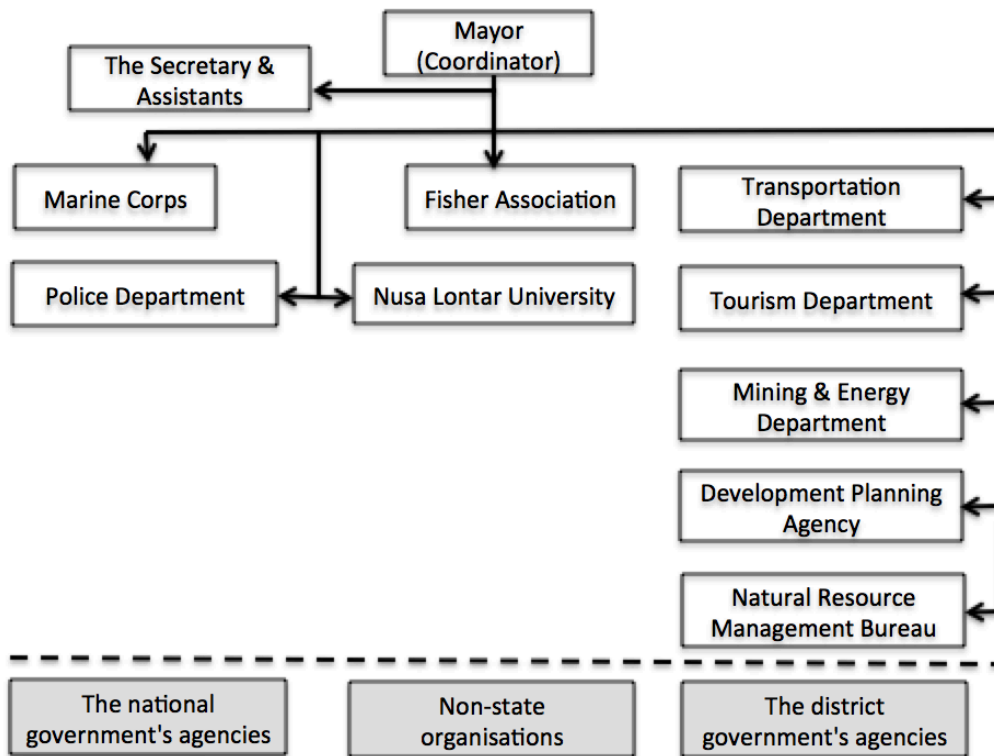 Mayor
(Coordinator)
The Secretary &
Assistants
Marine Corps
Fisher Association
Transportation
Department
Police Department
Nusa Lontar University
Tourism Department
Mining & Energy
Department
Development Planning
Agency
Natural Resource
Management Bureau
The national
government's agencies
Non-state
organisations
The district
government's agencies